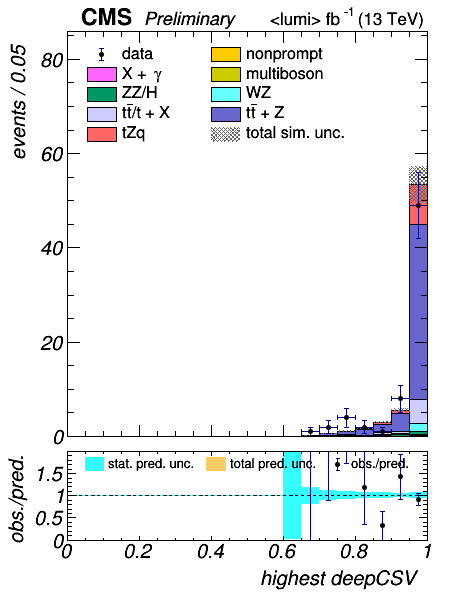 CMS Preliminary <lumi> fb⁻¹ (13 TeV)
events / 0.05
80
60
40
20
0
data
X + γ
ZZ/H
tt̄/t + X
tZq
nonprompt
multiboson
WZ
tt̄ + Z
total sim. unc.
obs./pred.
1.5
1
0.5
0
stat. pred. unc. total pred. unc. obs./pred.
0 0.2 0.4 0.6 0.8 1
highest deepCSV